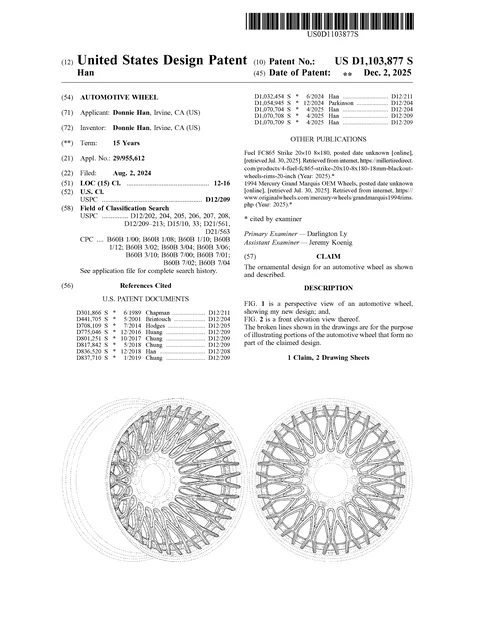 US0D1103877S
(12) United States Design Patent
Han
(10) Patent No.: US D1,103,877 S
(45) Date of Patent: ** Dec. 2, 2025
(54) AUTOMOTIVE WHEEL
(71) Applicant: Donnie Han, Irvine, CA (US)
(72) Inventor: Donnie Han, Irvine, CA (US)
(**) Term: 15 Years
(21) Appl. No.: 29/955,612
(22) Filed: Aug. 2, 2024
(51) LOC (15) Cl. .............................. 12-16
(52) U.S. Cl.
USPC ........................................ D12/209
(58) Field of Classification Search
USPC ............ D12/202, 204, 205, 206, 207, 208,
D12/209–213; D15/10, 33; D21/561,
D21/563
CPC .... B60B 1/00; B60B 1/08; B60B 1/10; B60B
1/12; B60B 3/02; B60B 3/04; B60B 3/06;
B60B 3/10; B60B 7/00; B60B 7/01;
B60B 7/02; B60B 7/04
See application file for complete search history.
(56) References Cited
U.S. PATENT DOCUMENTS
D301,866 S * 6/1989 Chapman ................. D12/211
D441,705 S * 5/2001 Brintouch ................ D12/204
D708,109 S * 7/2014 Hodges ................... D12/205
D775,046 S * 12/2016 Huang .................... D12/209
D801,251 S * 10/2017 Chung ................... D12/209
D817,842 S * 5/2018 Chung ................... D12/209
D836,520 S * 12/2018 Han ...................... D12/208
D837,710 S * 1/2019 Chung ................... D12/209
D1,032,454 S * 6/2024 Han ...................... D12/211
D1,054,945 S * 12/2024 Parkinson .............. D12/204
D1,070,704 S * 4/2025 Han ...................... D12/204
D1,070,708 S * 4/2025 Han ...................... D12/209
D1,070,709 S * 4/2025 Han ...................... D12/209
OTHER PUBLICATIONS
Fuel FC865 Strike 20x10 8x180, posted date unknown [online],
[retrieved Jul. 30, 2025]. Retrieved from internet, https://
com/products/4-fuel-fc865-strike-20x10-8x180-18mm-blackout-
wheels-rims-20-inch (Year: 2025).*
1994 Mercury Grand Marquis OEM Wheels, posted date unknown
[online], [retrieved Jul. 30, 2025]. Retrieved from internet, https://
www.originalwheels.com/mercury-wheels/grandmarquis1994rims.
php (Year: 2025).*
* cited by examiner
Primary Examiner — Darlington Ly
Assistant Examiner — Jeremy Koenig
(57) CLAIM
The ornamental design for an automotive wheel as shown
and described.
DESCRIPTION
FIG. 1 is a perspective view of an automotive wheel,
showing my new design; and,
FIG. 2 is a front elevation view thereof.
The broken lines shown in the drawings are for the purpose
of illustrating portions of the automotive wheel that form no
part of the claimed design.
1 Claim, 2 Drawing Sheets